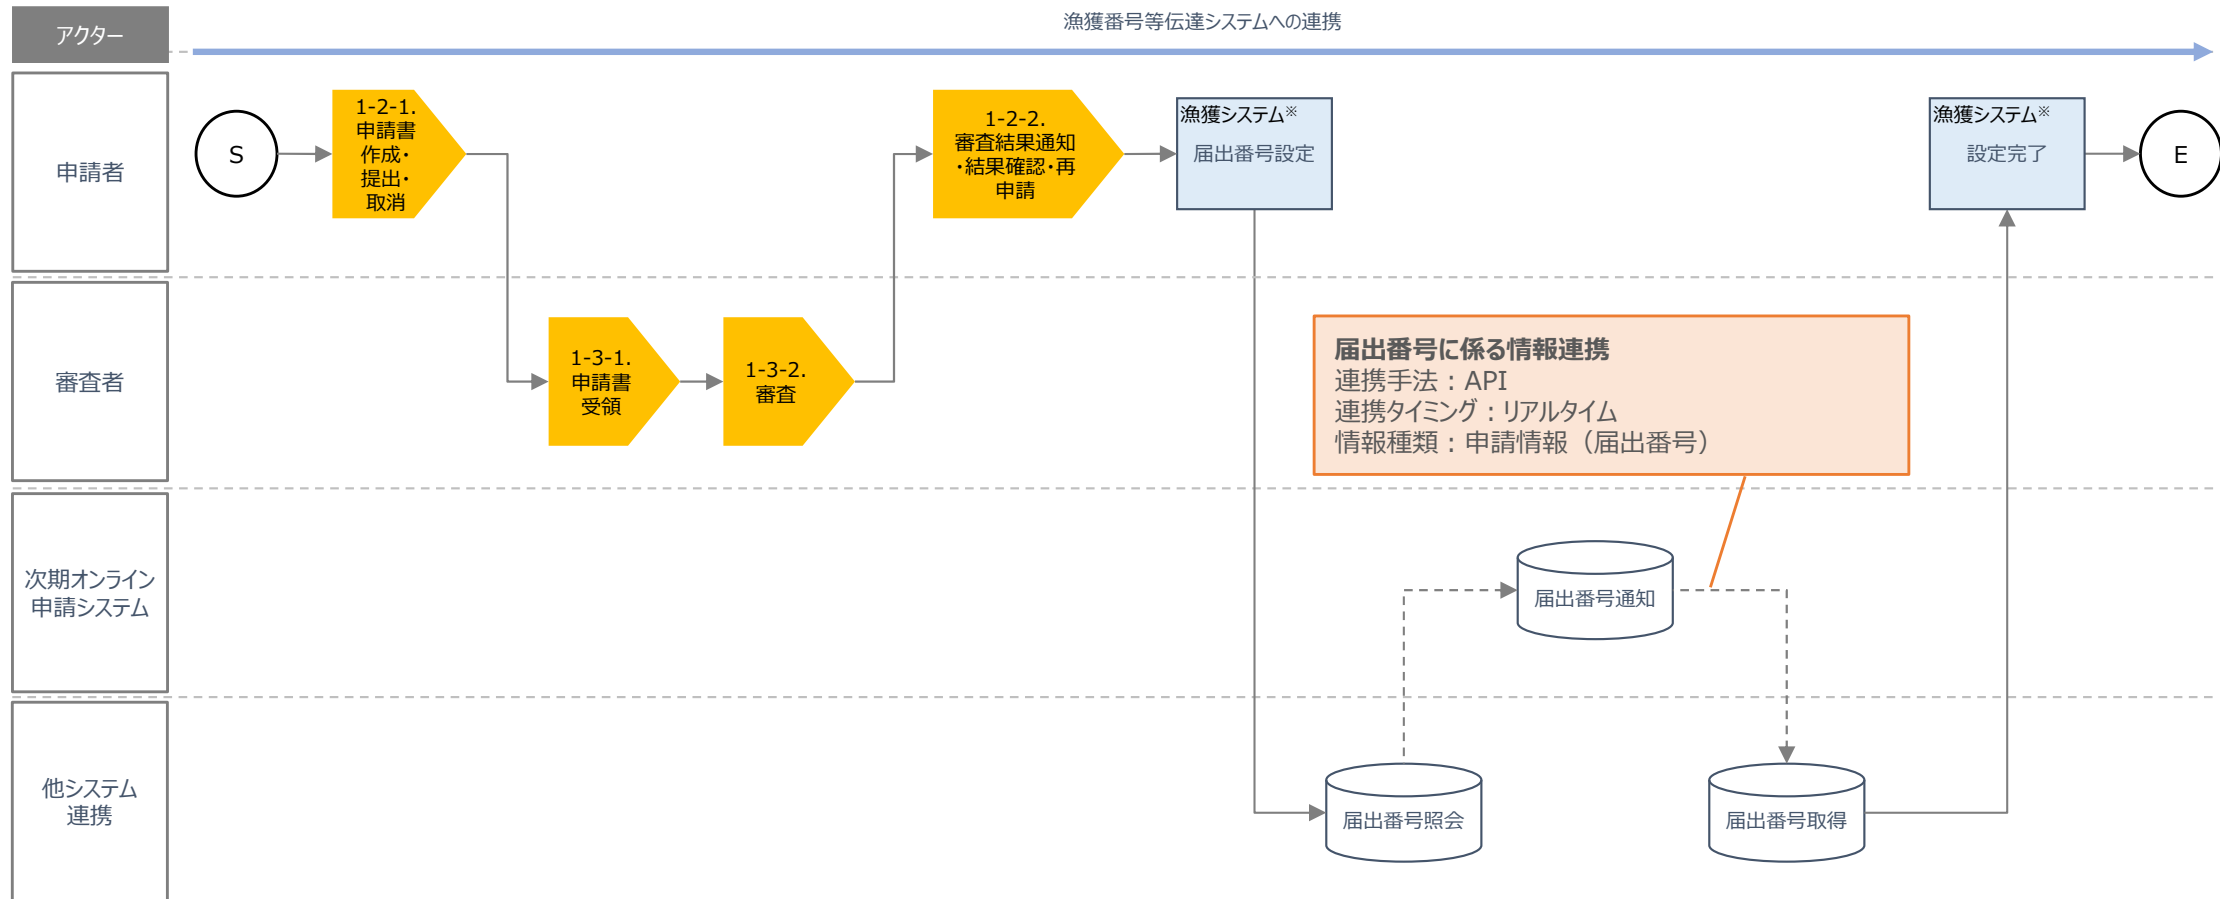 アクター
漁獲番号等伝達システムへの連携
申請者
S
1-2-1.
申請書
作成・
提出・
取消
1-2-2.
審査結果通知
・結果確認・再
申請
漁獲システム※
届出番号設定
漁獲システム※
設定完了
E
審査者
1-3-1.
申請書
受領
1-3-2.
審査
届出番号に係る情報連携
連携手法：API
連携タイミング：リアルタイム
情報種類：申請情報（届出番号）
次期オンライン
申請システム
届出番号通知
他システム
連携
届出番号照会
届出番号取得